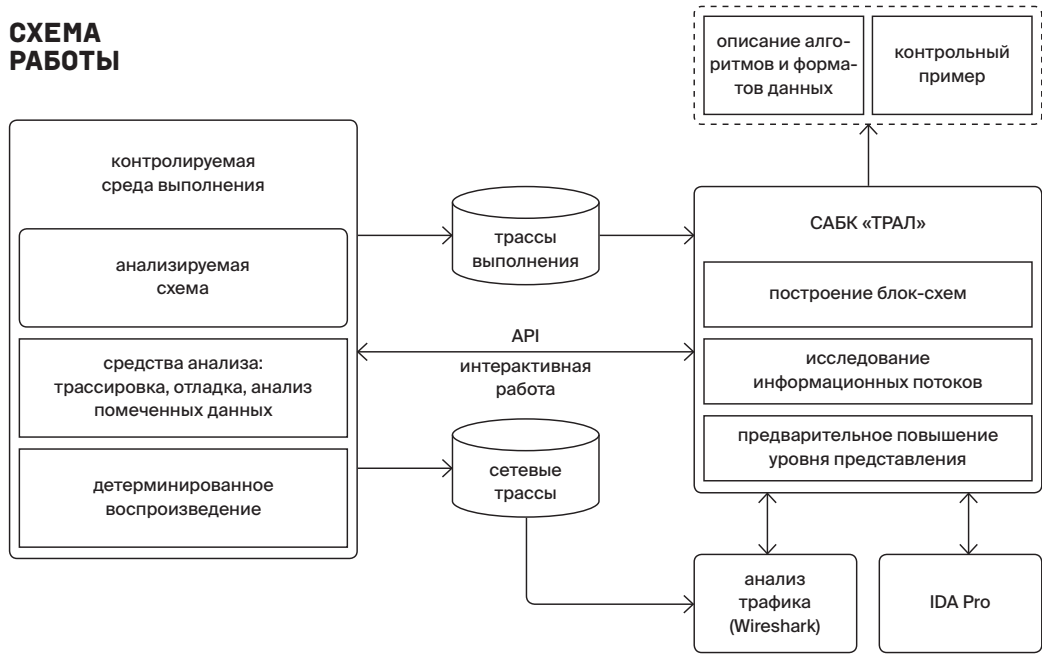 СХЕМА
РАБОТЫ
описание алго-
ритмов и форма-
тов данных
контрольный
пример
контролируемая
среда выполнения
анализируемая
схема
средства анализа:
трассировка, отладка, анализ
помеченных данных
детерминированное
воспроизведение
трассы
выполнения
API
интерактивная
работа
сетевые
трассы
САБК «ТРАЛ»
построение блок-схем
исследование
информационных потоков
предварительное повышение
уровня представления
анализ
трафика
(Wireshark)
IDA Pro